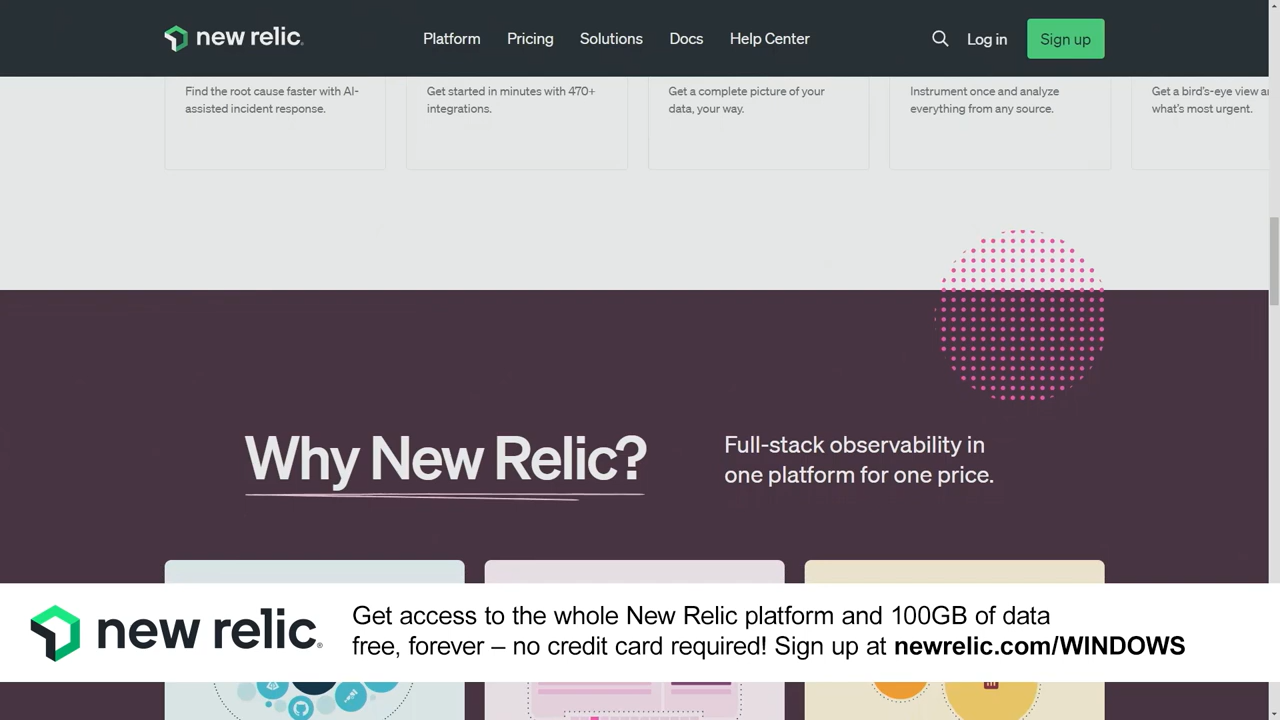 new relic.
Platform
Pricing
Solutions
Docs
Help Center
Log in
Sign up
Find the root cause faster with AI-
assisted incident response.
Get started in minutes with 470+
integrations.
Get a complete picture of your
data, your way.
Instrument once and analyze
everything from any source.
Get a bird's-eye view
what's most urgent.
Why New Relic?
Full-stack observability in
one platform for one price.
new relic®
Get access to the whole New Relic platform and 100GB of data
free, forever – no credit card required! Sign up at newrelic.com/WINDOWS